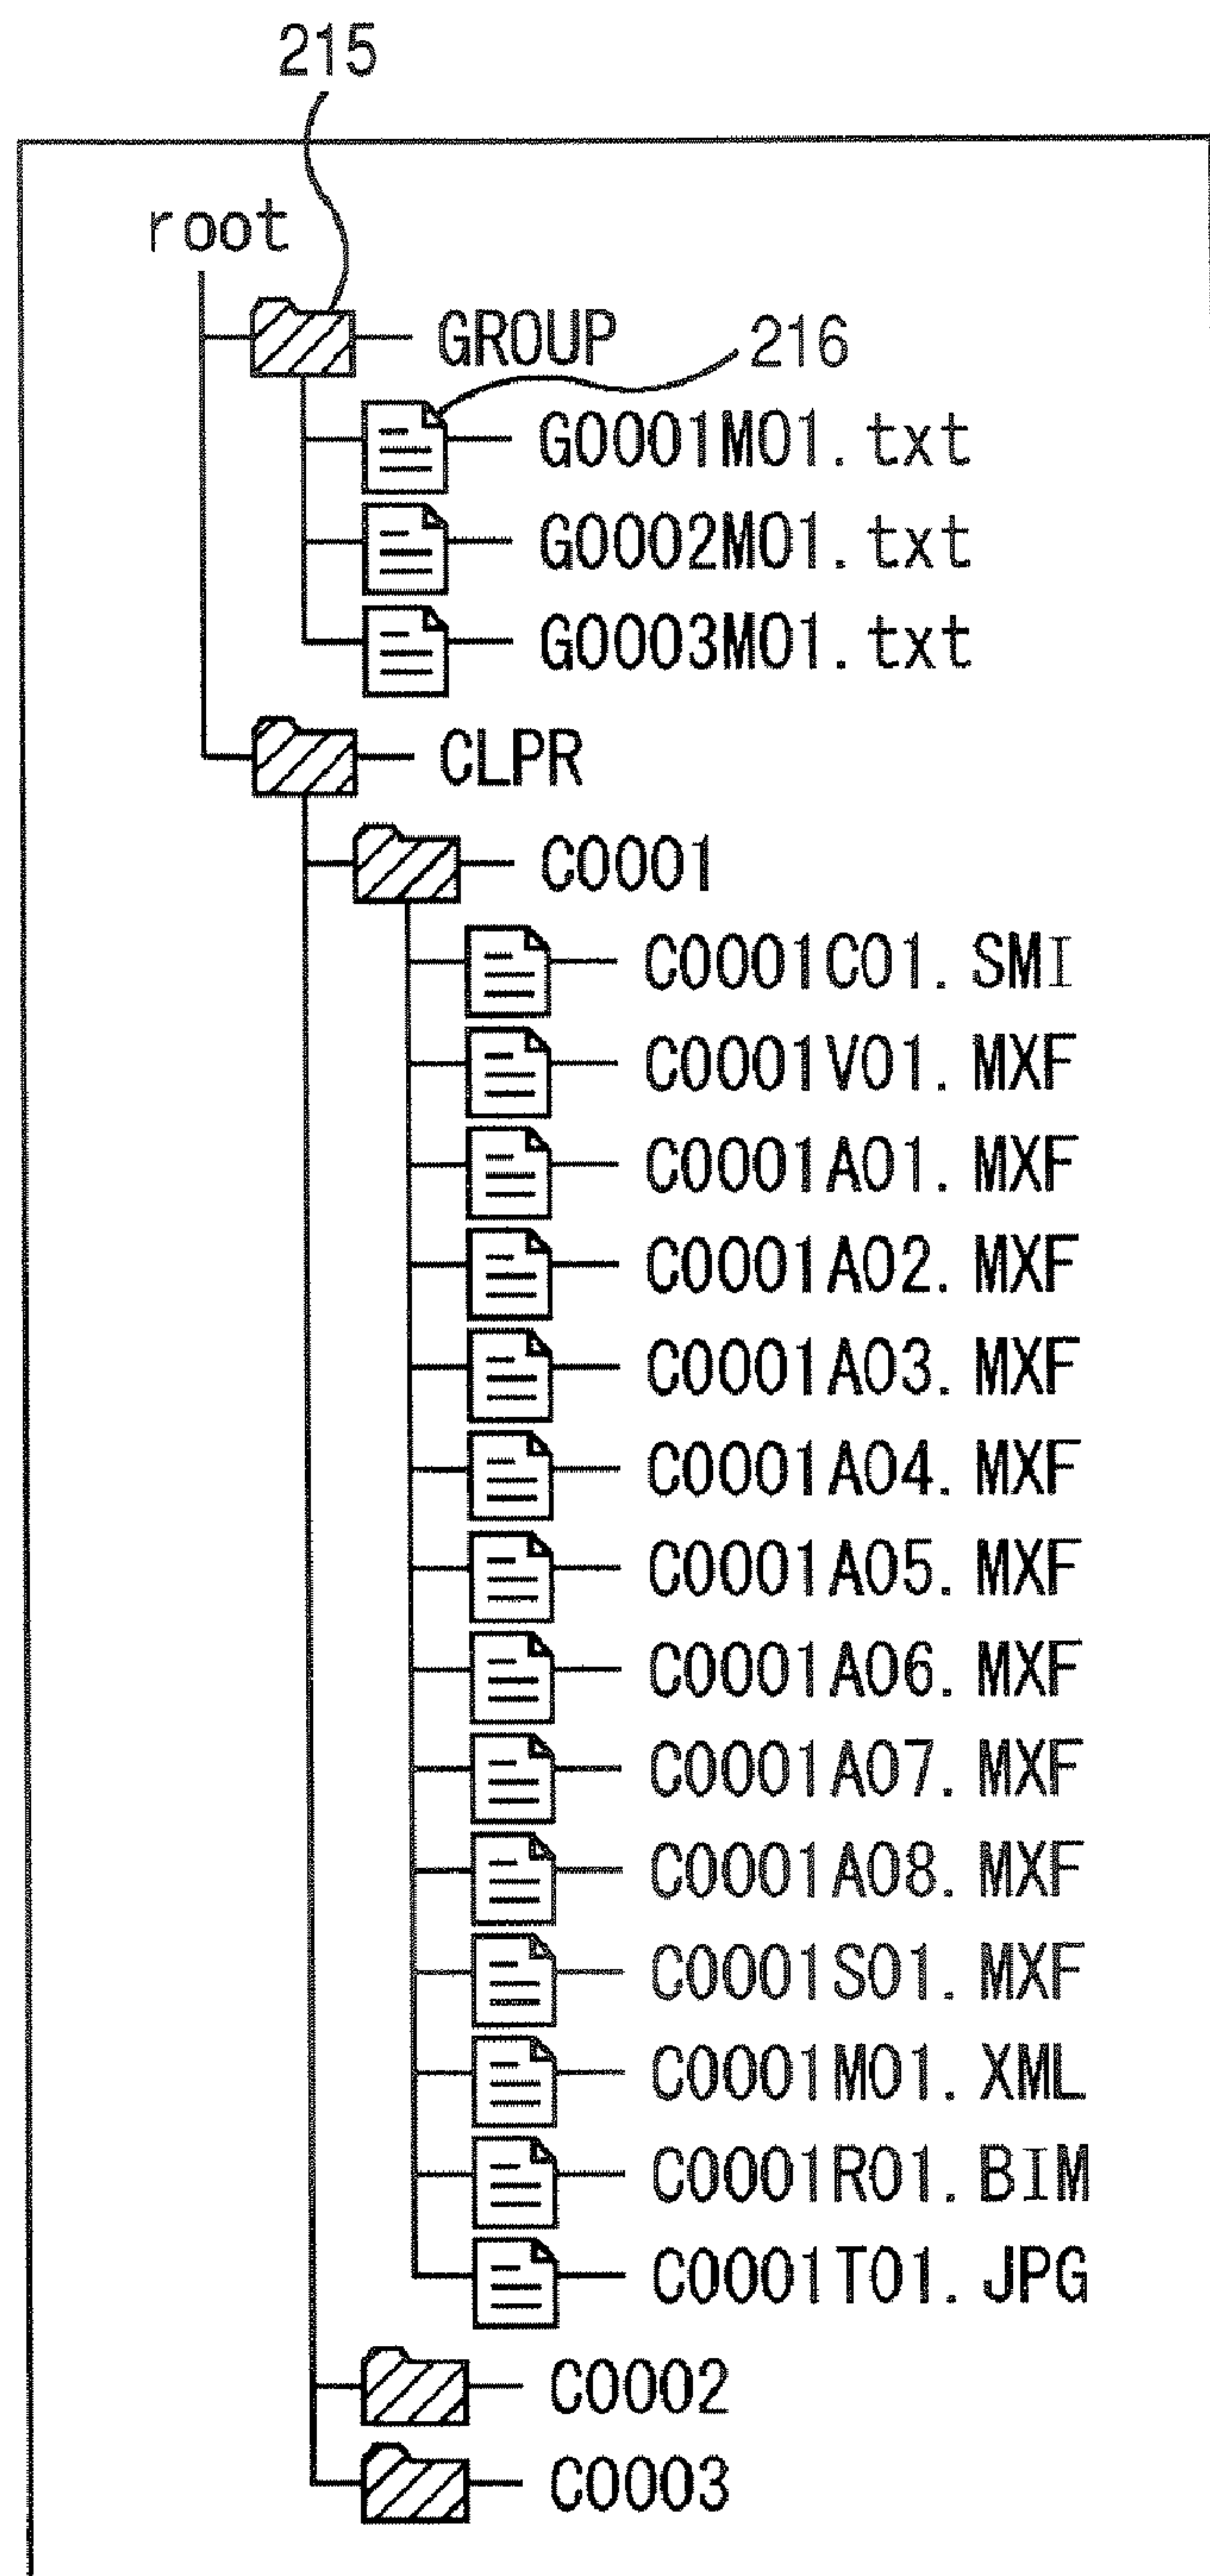 215
root
GROUP
216
G0001M01.txt
G0002M01.txt
G0003M01.txt
CLPR
C0001
C0001C01.SMI
C0001V01.MXF
C0001A01.MXF
C0001A02.MXF
C0001A03.MXF
C0001A04.MXF
C0001A05.MXF
C0001A06.MXF
C0001A07.MXF
C0001A08.MXF
C0001S01.MXF
C0001M01.XML
C0001R01.BIM
C0001T01.JPG
C0002
C0003